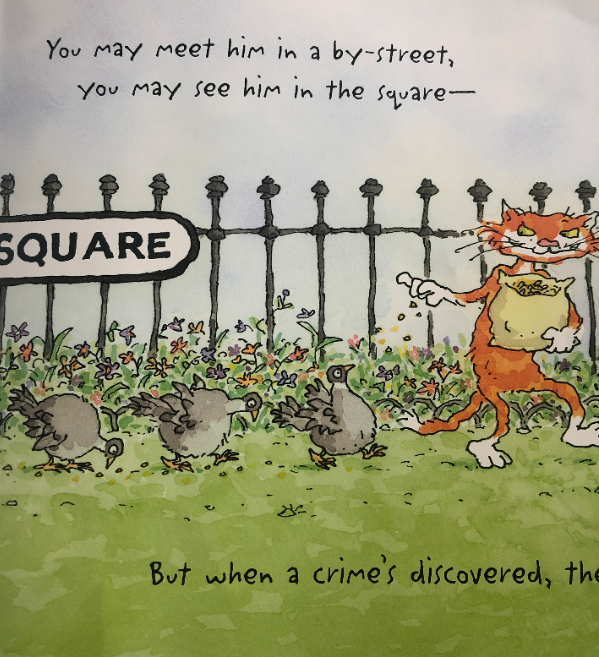 You may meet him in a by-street,
you may see him in the square—
SQUARE
But when a crime's discovered, the